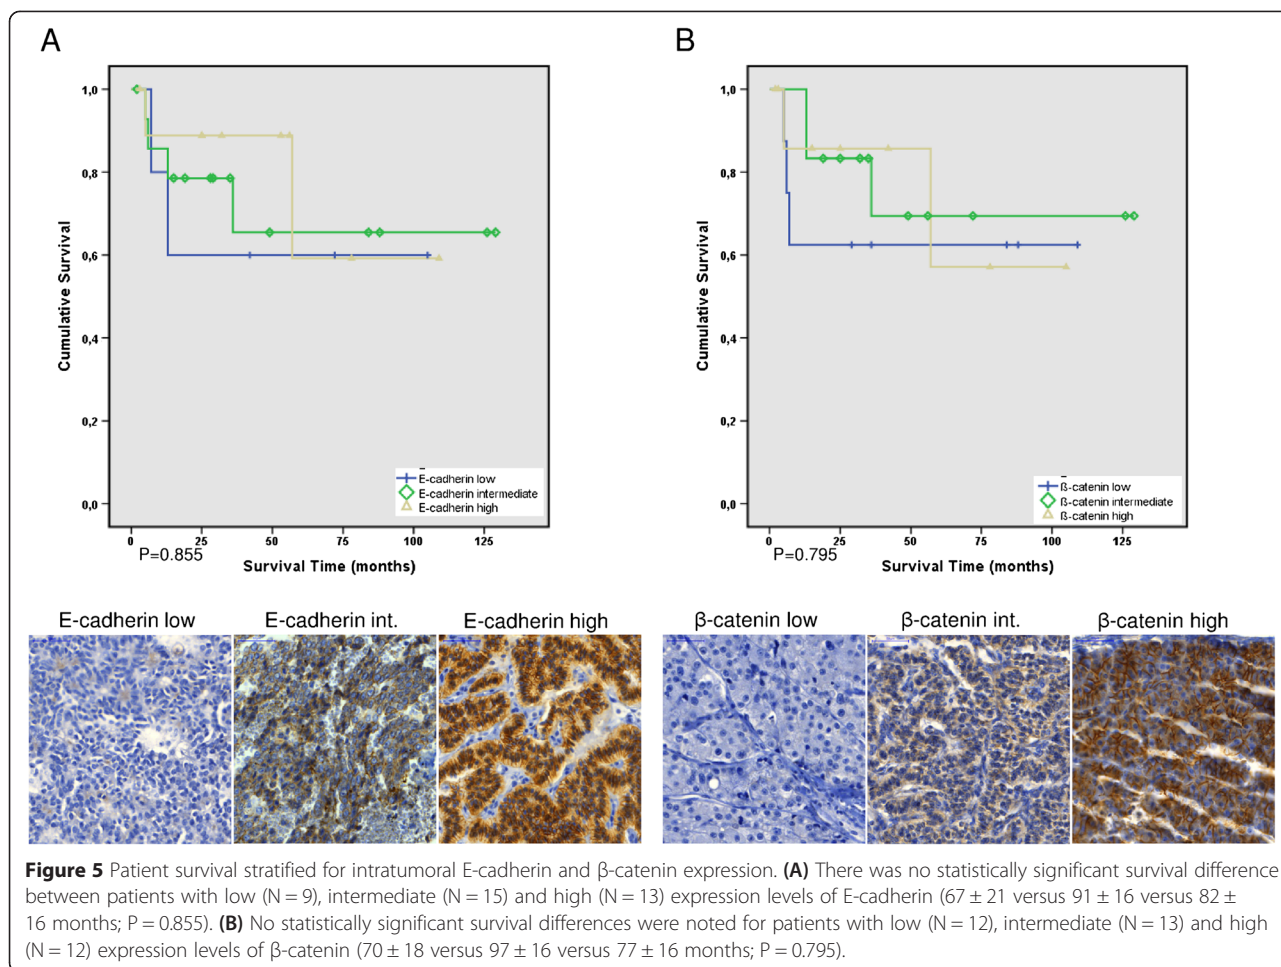 A
1,0
0,8
0,6
0,4
0,2
0,0
Cumulative Survival
E-cadherin low
E-cadherin intermediate
E-cadherin high
0 25 50 75 100 125
P=0.855
Survival Time (months)
B
1,0
0,8
0,6
0,4
0,2
0,0
Cumulative Survival
ß-catenin low
ß-catenin intermediate
ß-catenin high
0 25 50 75 100 125
P=0.795
Survival Time (months)
E-cadherin low E-cadherin int. E-cadherin high
β-catenin low β-catenin int. β-catenin high
Figure 5 Patient survival stratified for intratumoral E-cadherin and β-catenin expression. (A) There was no statistically significant survival difference
between patients with low (N = 9), intermediate (N = 15) and high (N = 13) expression levels of E-cadherin (67 ± 21 versus 91 ± 16 versus 82 ±
16 months; P = 0.855). (B) No statistically significant survival differences were noted for patients with low (N = 12), intermediate (N = 13) and high
(N = 12) expression levels of β-catenin (70 ± 18 versus 97 ± 16 versus 77 ± 16 months; P = 0.795).